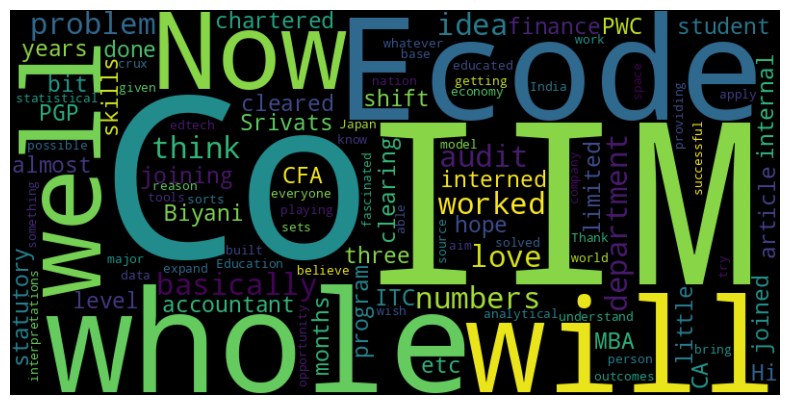 problem
chartered
Now
Ecode
idea
finance
PWC
student
years
done
crux
whatever
base
work
bit
given
statistical
skills
cleared
shift
nation
educated
getting
economy
India
space
apply
internal
PGP
Srivats
Japan
know
possible
almost
well
edtech
think
Co
IIM
model
audit
providing
successful
joining
reason
CFA
fascinated
clearing
interned
company
limited
department
article
tools
sorts
everyone
Biyani
playing
able
worked
something
statutory
sets
three
hope
source
solved
Thank
love
aim
world
try
major
built
Education
interpretations
level
data
expand
believe
basically
accountant
opportunity
months
program
ITC
wish
numbers
analytical
understand
little
bring
joined
whole
etc
will
MBA
person
outcomes
CA
Hi